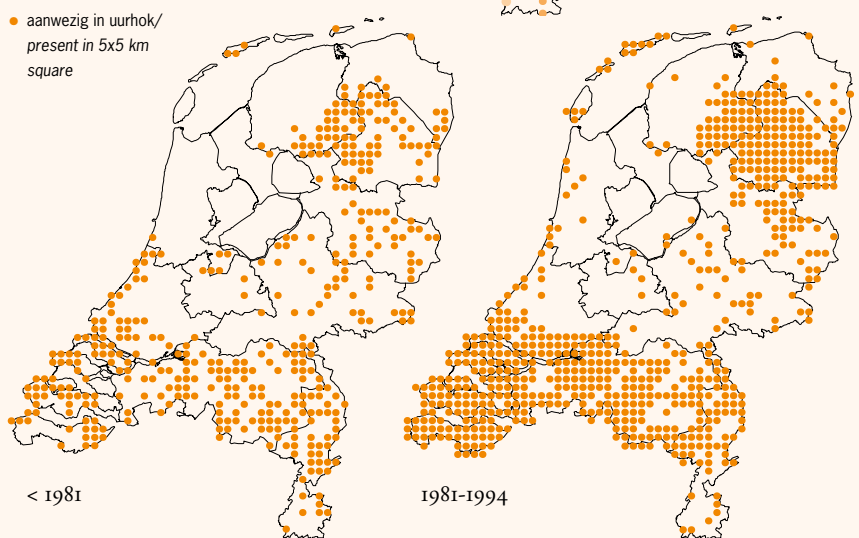 aanwezig in uurhok/
present in 5x5 km
square
< 1981
1981-1994